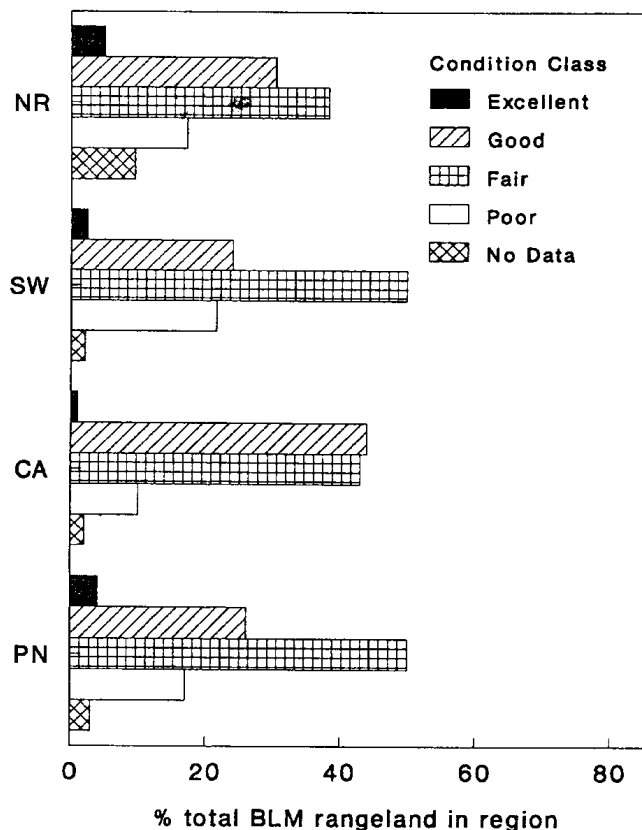 NR
SW
CA
PN
Condition Class
Excellent
Good
Fair
Poor
No Data
0 20 40 60 80
% total BLM rangeland in region